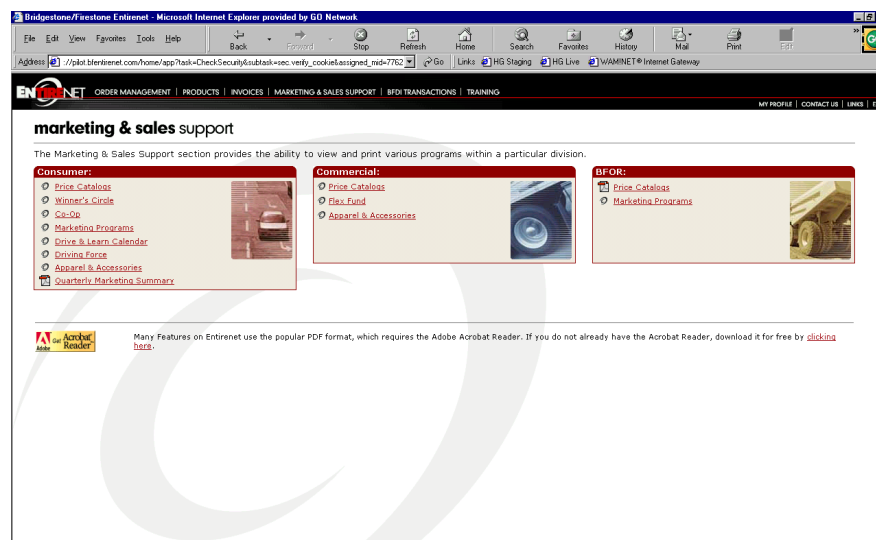 Bridgestone/Firestone Entirenet - Microsoft Internet Explorer provided by GO Network
File Edit View Favorites Tools Help
Back Forward Stop Refresh Home Search Favorites History Mail Print Edit
Address ://pilot.bfentirenet.com/home/app?task=CheckSecurity&subtask=sec.verify_cookie&assigned_mid=7762 Go Links HG Staging HG Live WAMINET® Internet Gateway
ENTIRENET ORDER MANAGEMENT | PRODUCTS | INVOICES | MARKETING & SALES SUPPORT | BFDI TRANSACTIONS | TRAINING
MY PROFILE | CONTACT US | LINKS | E
marketing & sales support
The Marketing & Sales Support section provides the ability to view and print various programs within a particular division.
Consumer:
Price Catalogs
Winner's Circle
Co-Op
Marketing Programs
Drive & Learn Calendar
Driving Force
Apparel & Accessories
Quarterly Marketing Summary
Commercial:
Price Catalogs
Flex Fund
Apparel & Accessories
BFOR:
Price Catalogs
Marketing Programs
Adobe Get Acrobat Reader
Many Features on Entirenet use the popular PDF format, which requires the Adobe Acrobat Reader. If you do not already have the Acrobat Reader, download it for free by clicking
here.